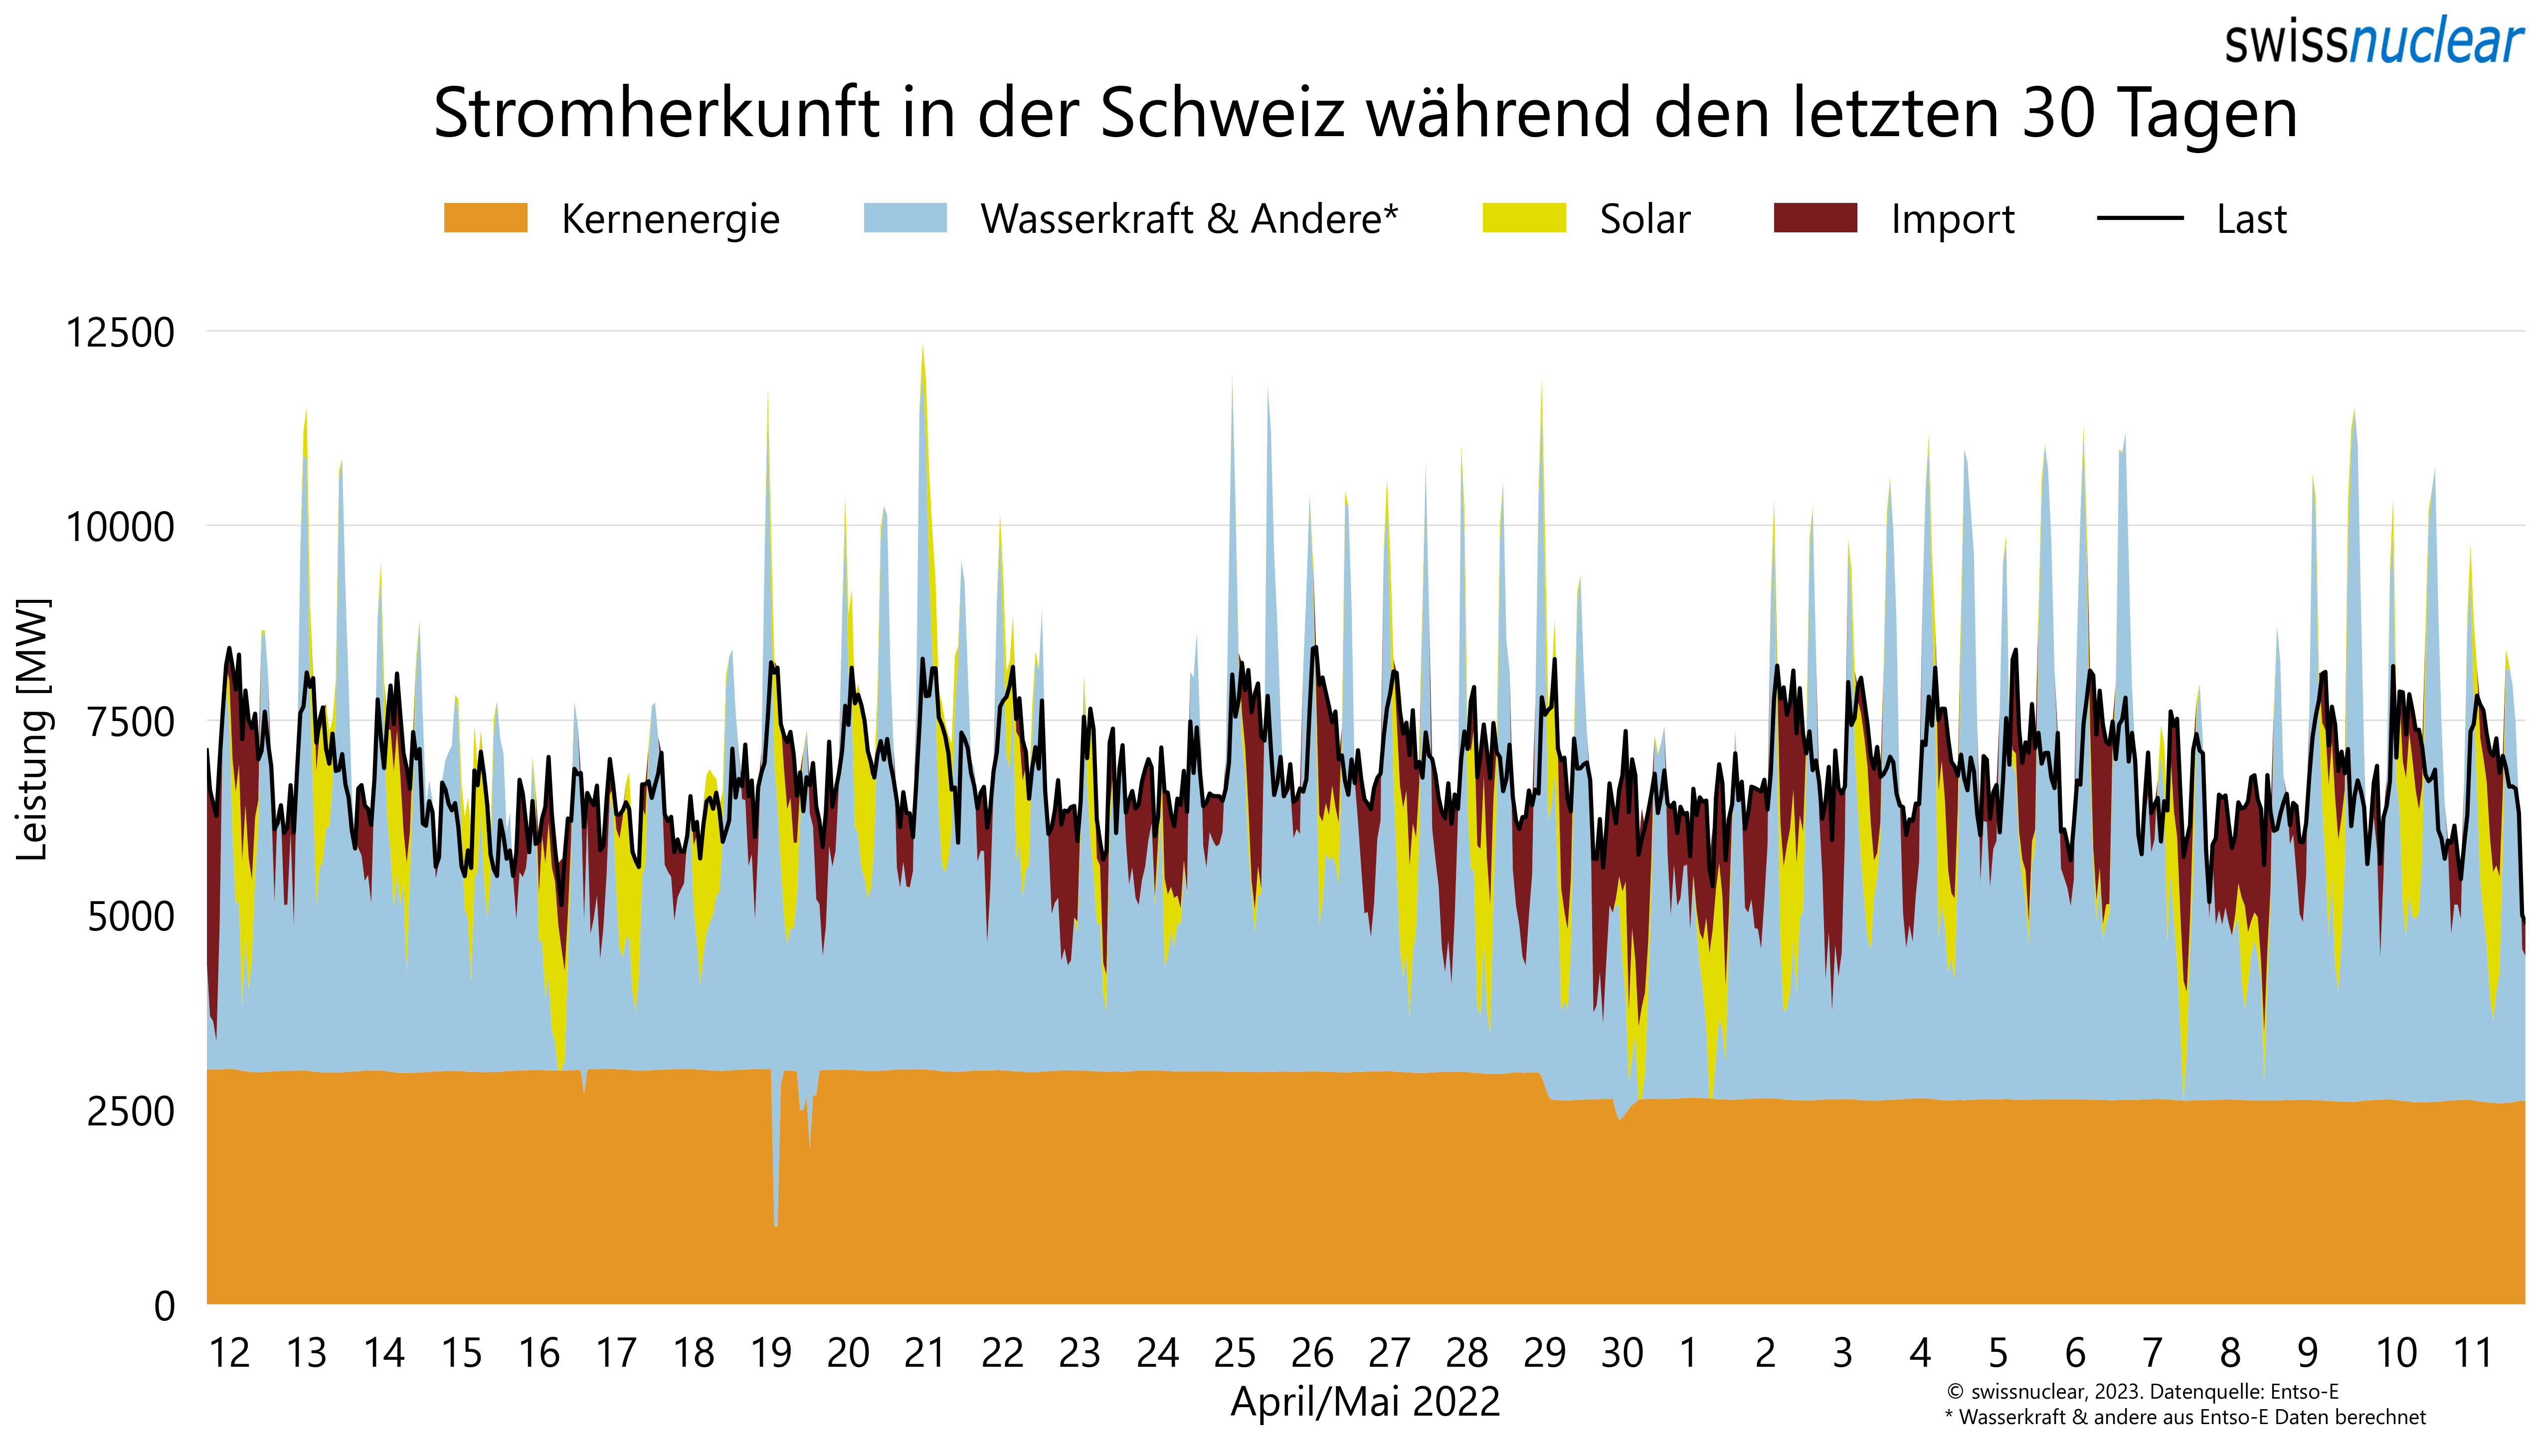 swissnuclear
Stromherkunft in der Schweiz während den letzten 30 Tagen
Kernenergie Wasserkraft & Andere* Solar Import Last
12500
10000
7500
5000
2500
0
Leistung [MW]
12 13 14 15 16 17 18 19 20 21 22 23 24 25 26 27 28 29 30 1 2 3 4 5 6 7 8 9 10 11
April/Mai 2022
© swissnuclear, 2023. Datenquelle: Entso-E
* Wasserkraft & andere aus Entso-E Daten berechnet